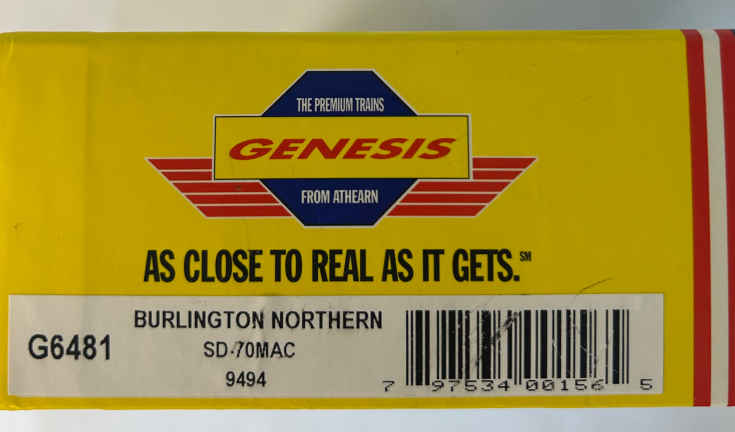 THE PREMIUM TRAINS
GENESIS
FROM ATHEARN
AS CLOSE TO REAL AS IT GETS.℠
G6481
BURLINGTON NORTHERN
SD-70MAC
9494
7 97534 00156 5